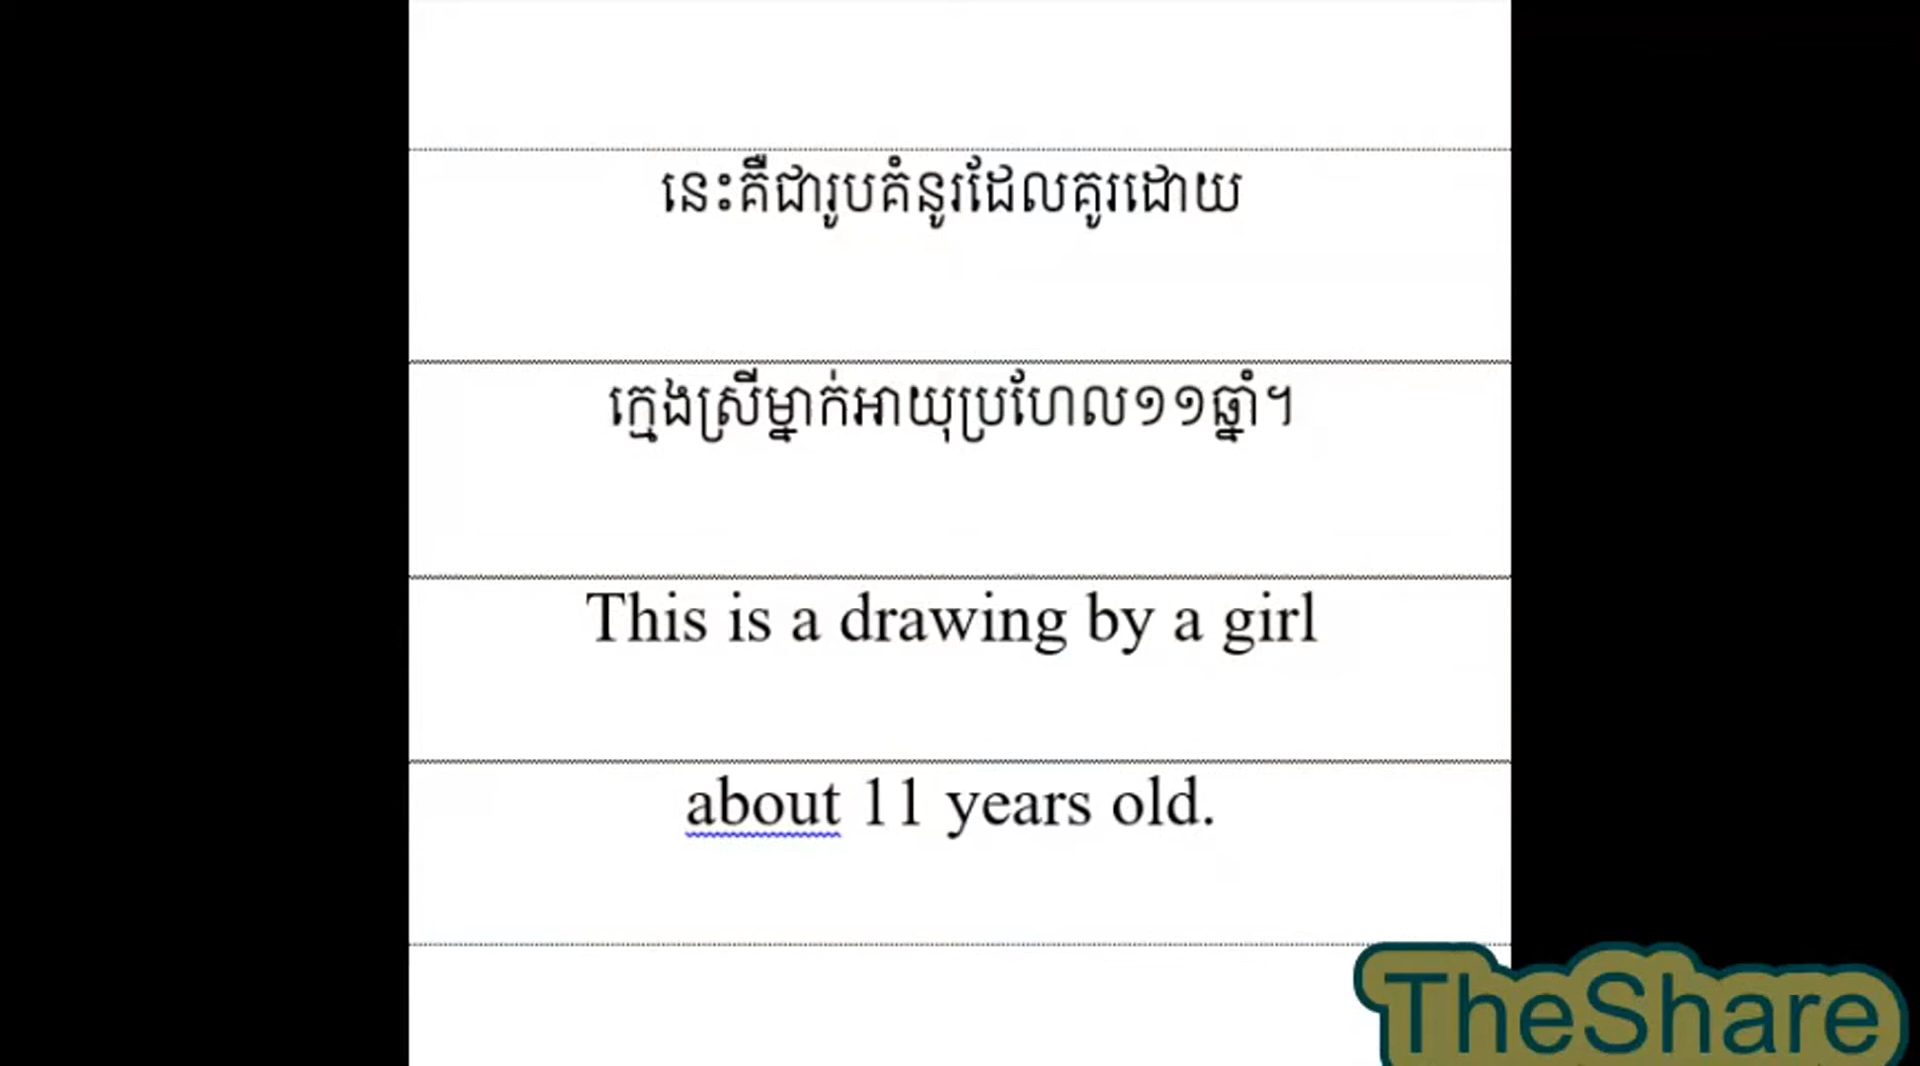 នេះគឺជារូបគំនូរដែលគូរដោយ
ក្មេងស្រីម្នាក់អាយុប្រហែល១១ឆ្នាំ។
This is a drawing by a girl
about 11 years old.
TheShare